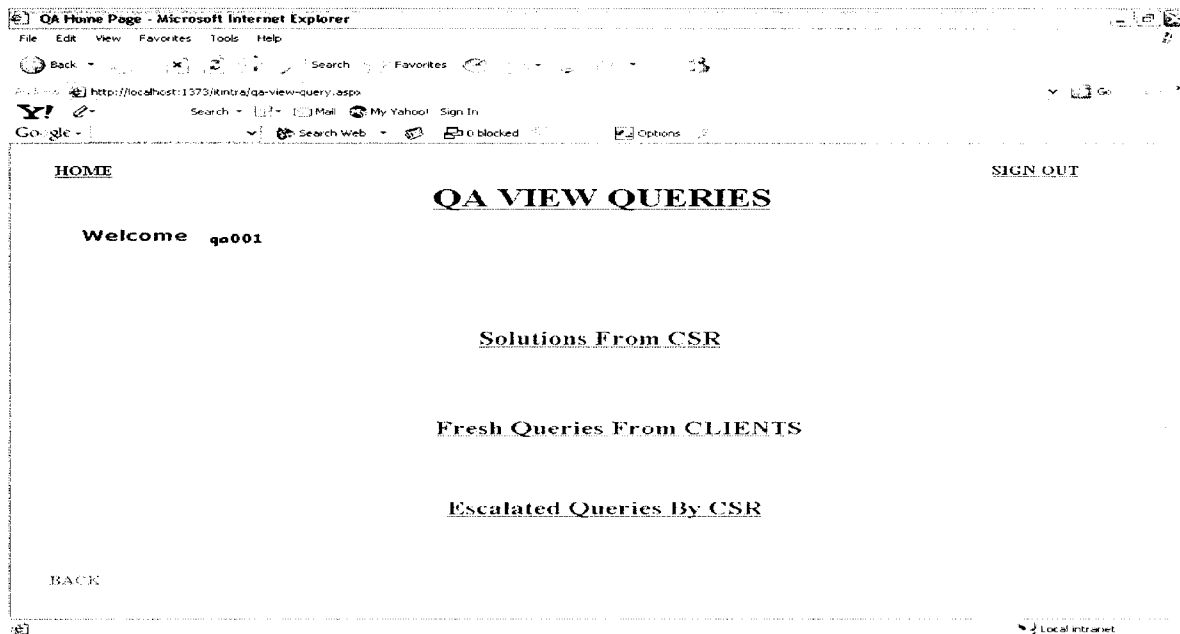 QA Home Page - Microsoft Internet Explorer
File Edit View Favorites Tools Help
Back Search Favorites
http://localhost:1373/itintra/qa-view-query.aspx Go
Y! Search Mail My Yahoo! Sign In
Google Search Web 0 blocked Options
HOME SIGN OUT
QA VIEW QUERIES
Welcome qa001
Solutions From CSR
Fresh Queries From CLIENTS
Escalated Queries By CSR
BACK
Local intranet